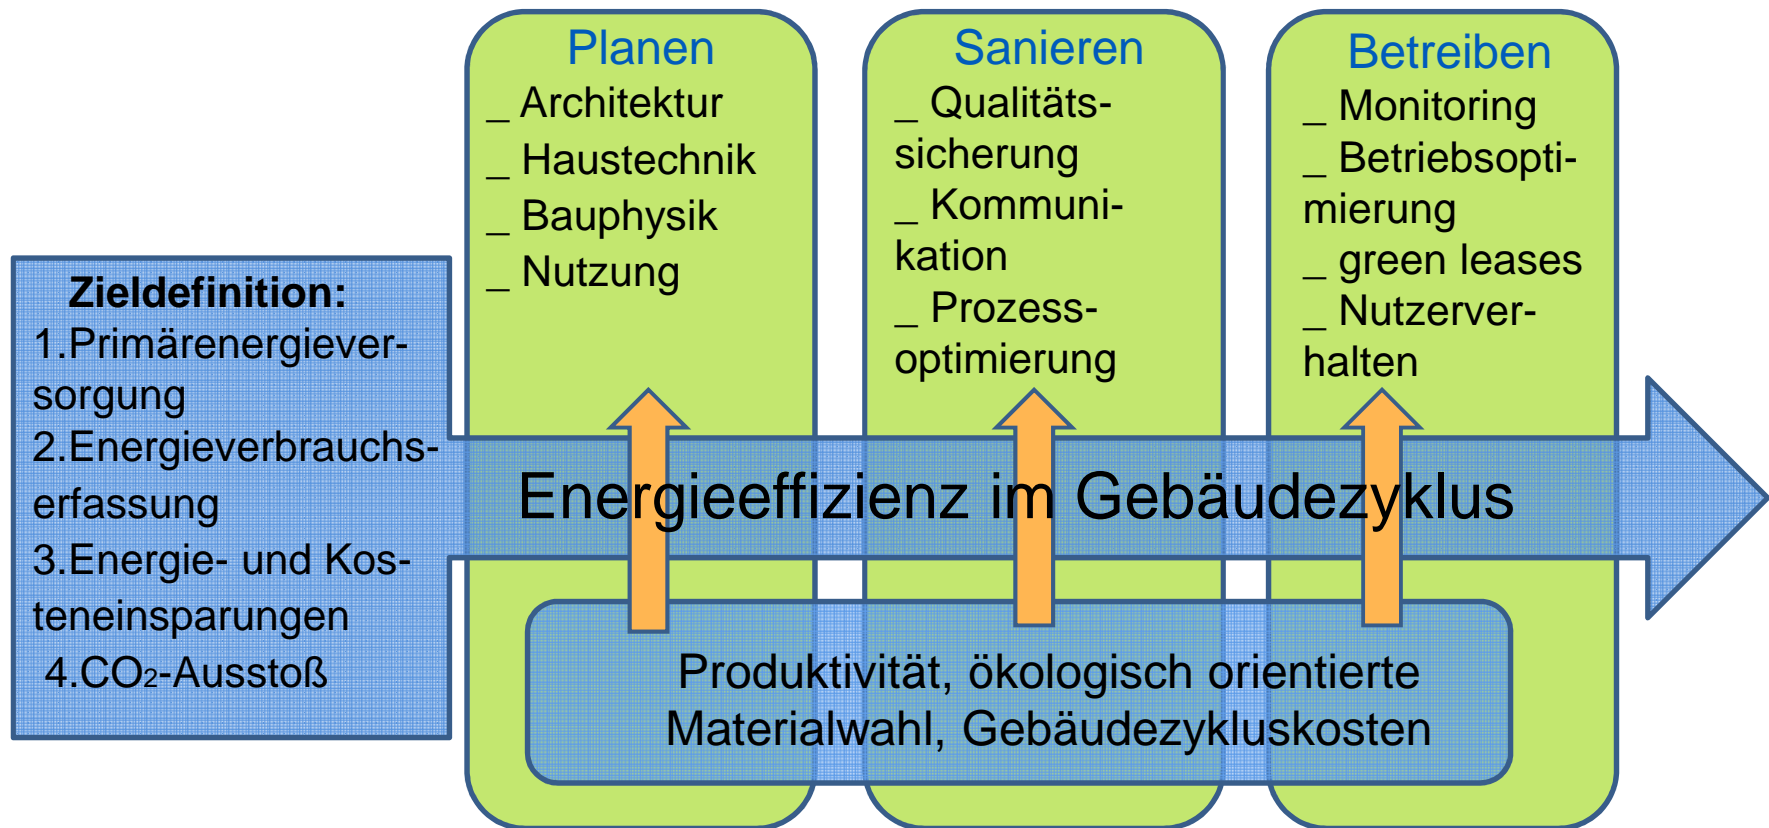 Planen
_ Architektur
_ Haustechnik
_ Bauphysik
_ Nutzung
Sanieren
_ Qualitäts-
sicherung
_ Kommuni-
kation
_ Prozess-
optimierung
Betreiben
_ Monitoring
_ Betriebsopti-
mierung
_ green leases
_ Nutzerver-
halten
Zieldefinition:
1.Primärenergiever-
sorgung
2.Energieverbrauchs-
erfassung
3.Energie- und Kos-
teneinsparungen
4.CO₂-Ausstoß
Energieeffizienz im Gebäudezyklus
Produktivität, ökologisch orientierte
Materialwahl, Gebäudezykluskosten